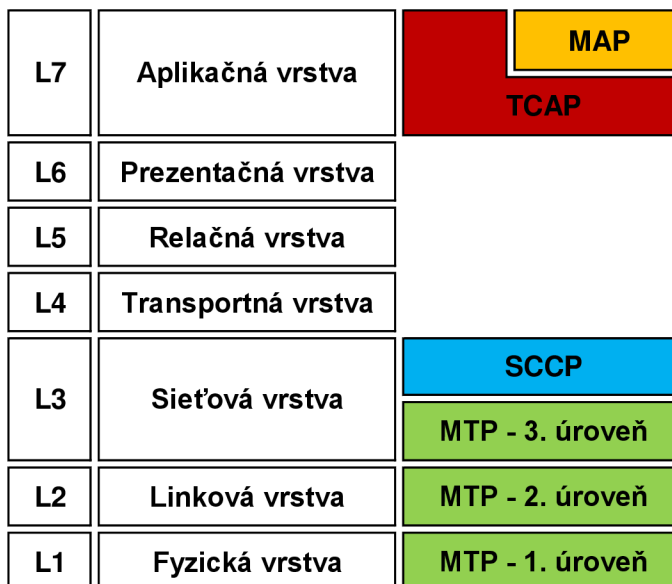 L7
Aplikačná vrstva
MAP
TCAP
L6
Prezentačná vrstva
L5
Relačná vrstva
L4
Transportná vrstva
L3
Sieťová vrstva
SCCP
MTP - 3. úroveň
L2
Linková vrstva
MTP - 2. úroveň
L1
Fyzická vrstva
MTP - 1. úroveň